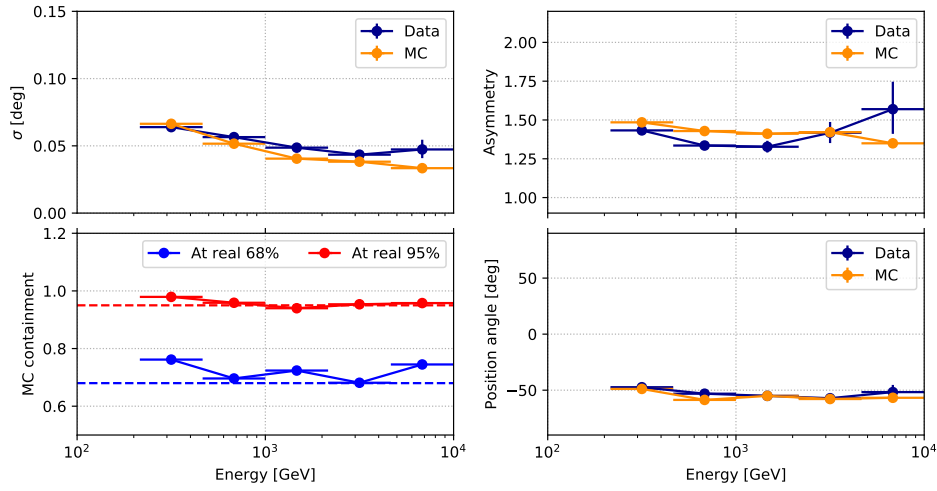 0.15
0.10
0.05
0.00
σ [deg]
Data
MC
2.00
1.75
1.50
1.25
1.00
Asymmetry
Data
MC
1.2
1.0
0.8
0.6
MC containment
At real 68%
At real 95%
10²
10³
10⁴
Energy [GeV]
50
0
−50
Position angle [deg]
Data
MC
10²
10³
10⁴
Energy [GeV]